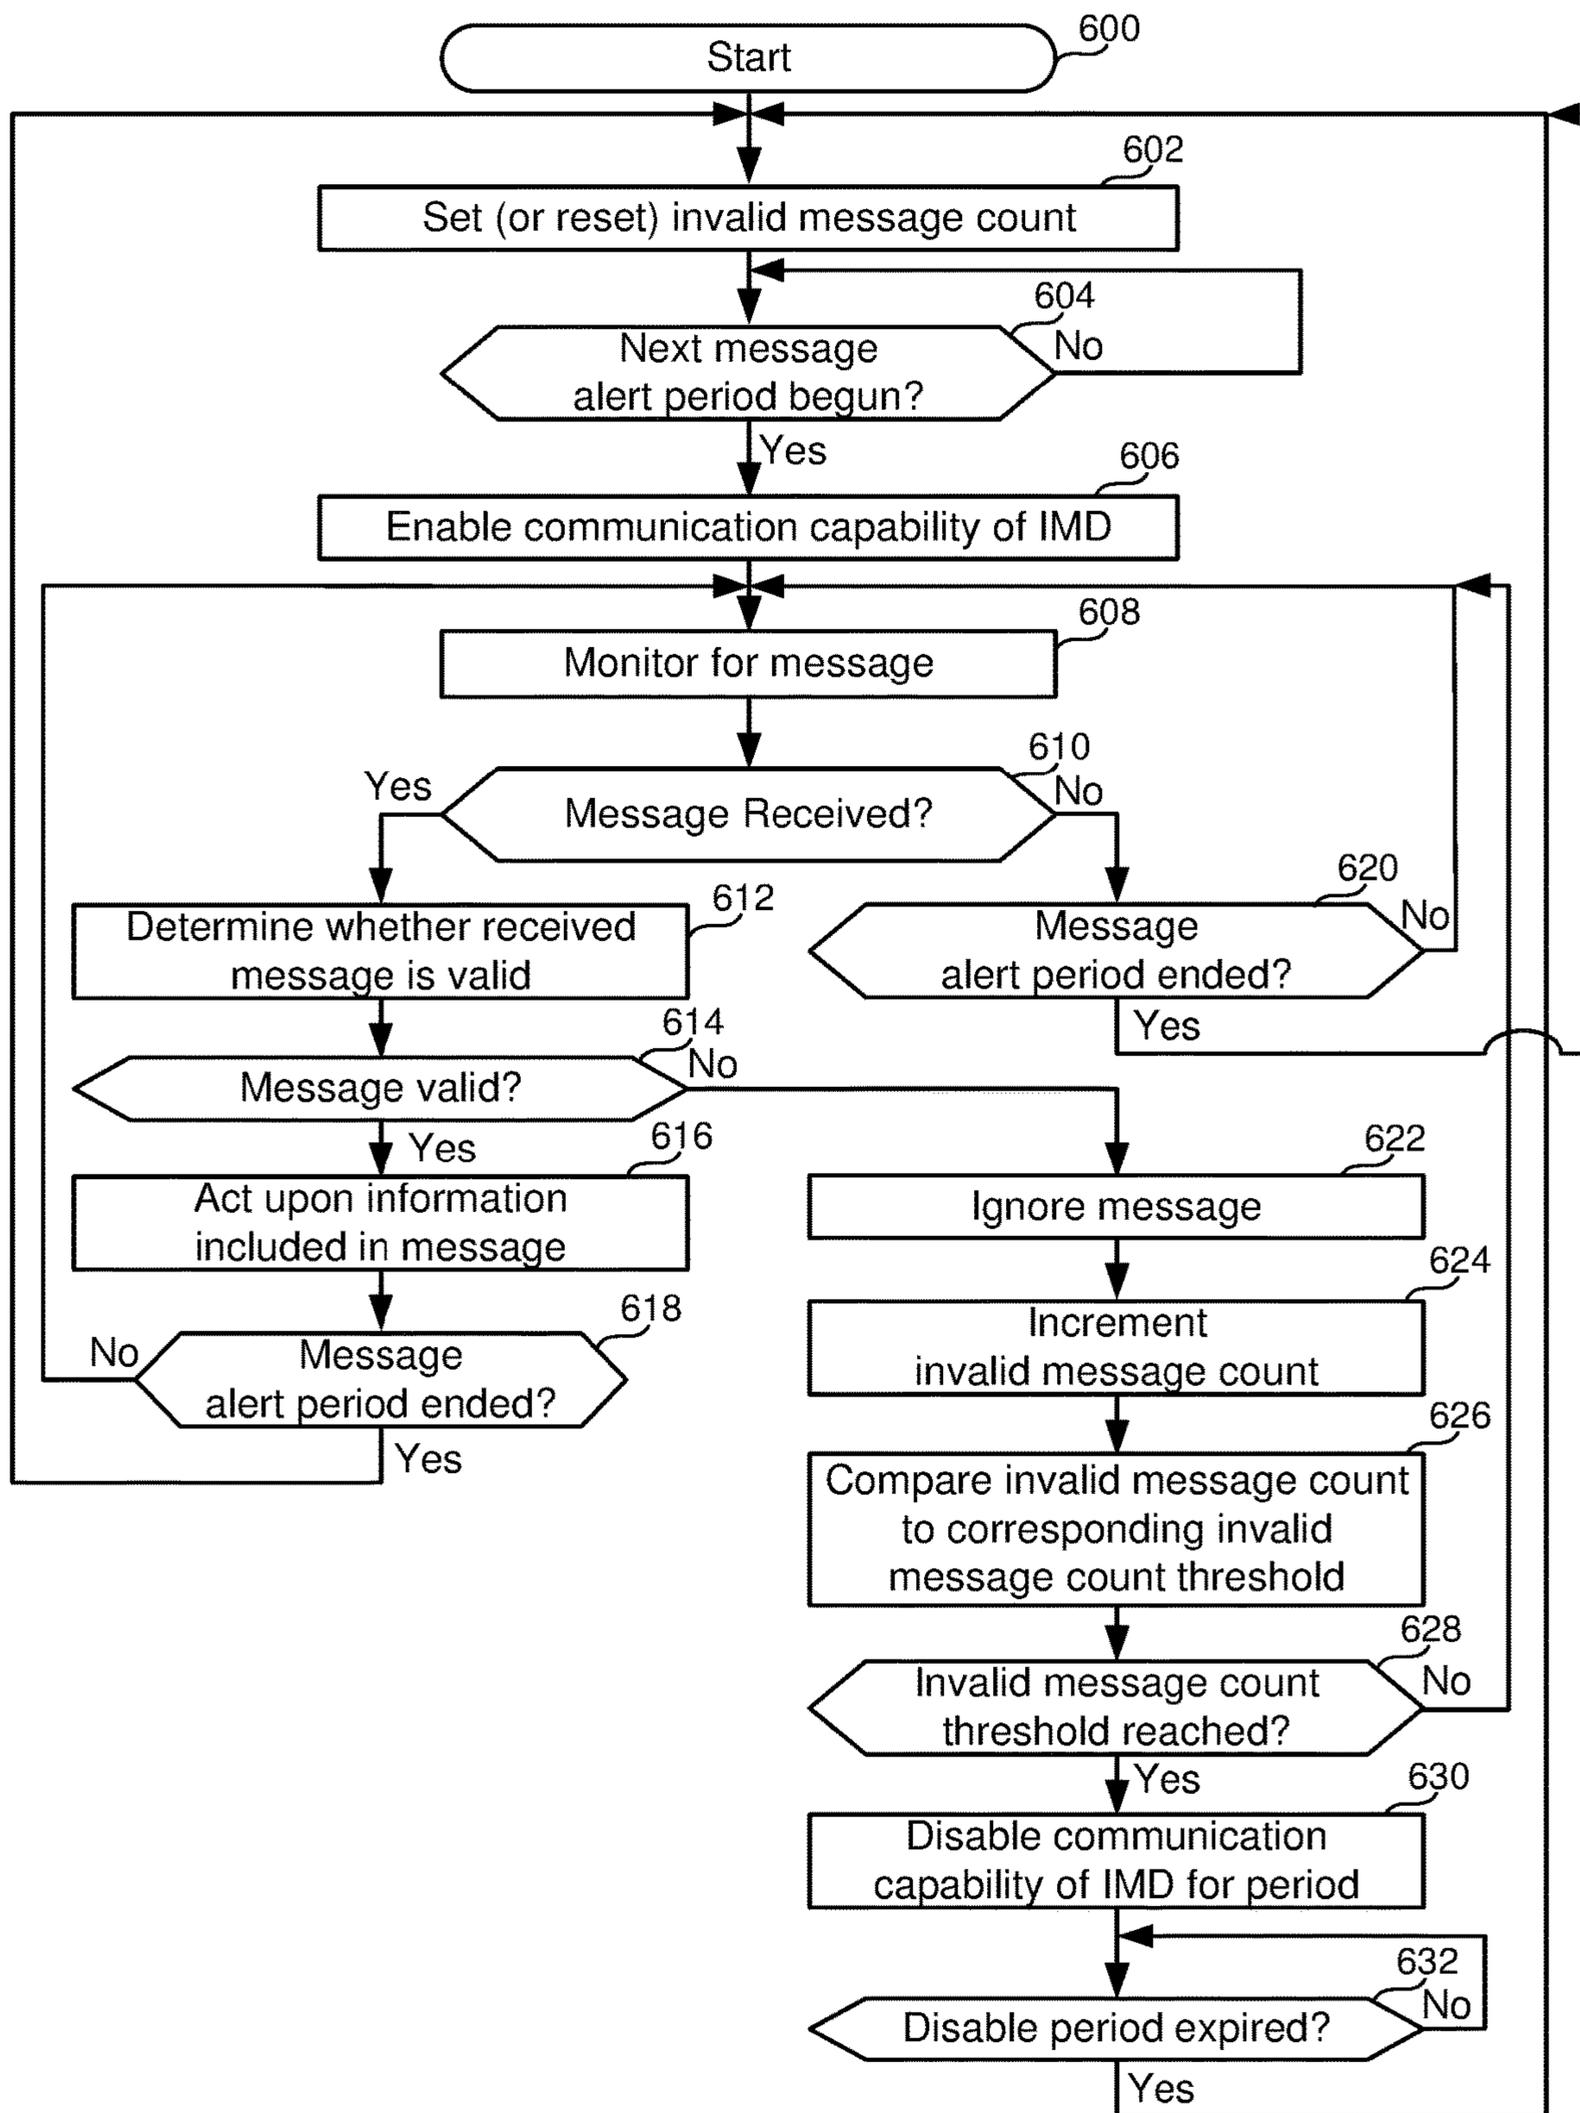 600
Start
602
Set (or reset) invalid message count
604
Next message
alert period begun?
No
Yes
606
Enable communication capability of IMD
608
Monitor for message
610
Yes
Message Received?
No
612
Determine whether received
message is valid
620
Message
alert period ended?
No
Yes
614
Message valid?
No
Yes
616
Act upon information
included in message
618
No
Message
alert period ended?
Yes
622
Ignore message
624
Increment
invalid message count
626
Compare invalid message count
to corresponding invalid
message count threshold
628
Invalid message count
threshold reached?
No
Yes
630
Disable communication
capability of IMD for period
632
Disable period expired?
No
Yes